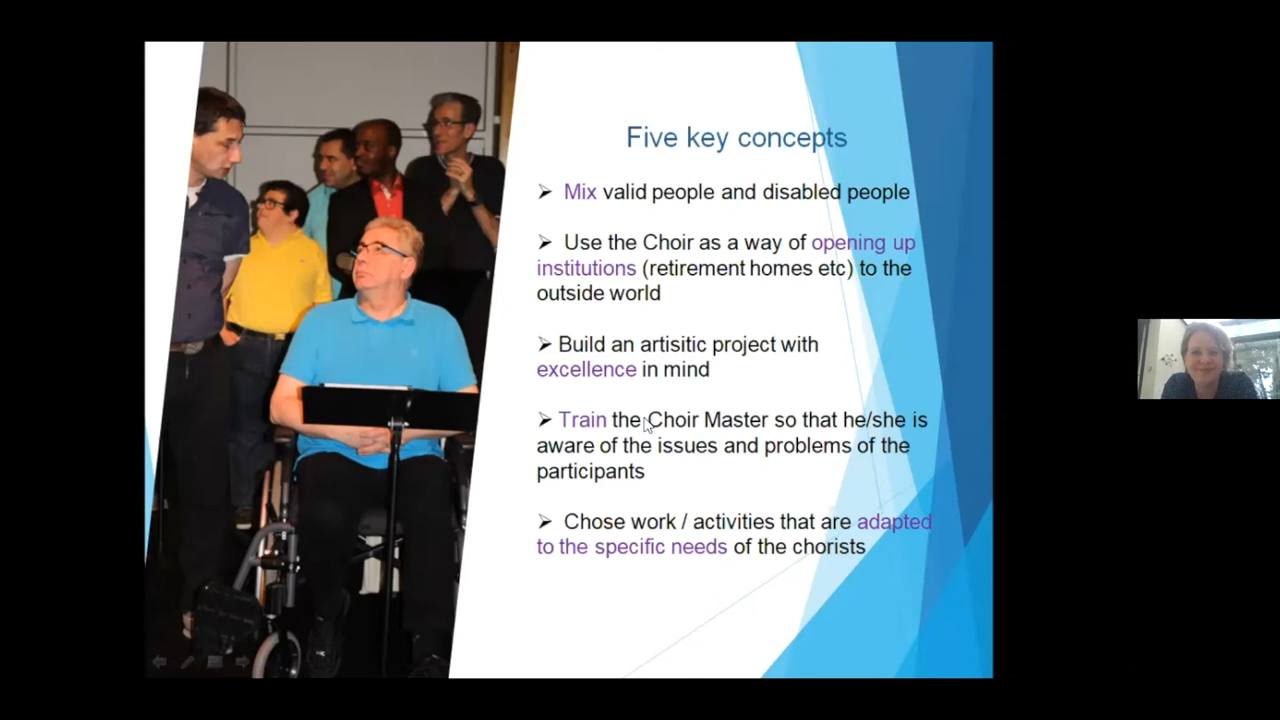 Five key concepts
➢ Mix valid people and disabled people
➢ Use the Choir as a way of opening up
institutions (retirement homes etc) to the
outside world
➢ Build an artisitic project with
excellence in mind
➢ Train the Choir Master so that he/she is
aware of the issues and problems of the
participants
➢ Chose work / activities that are adapted
to the specific needs of the chorists